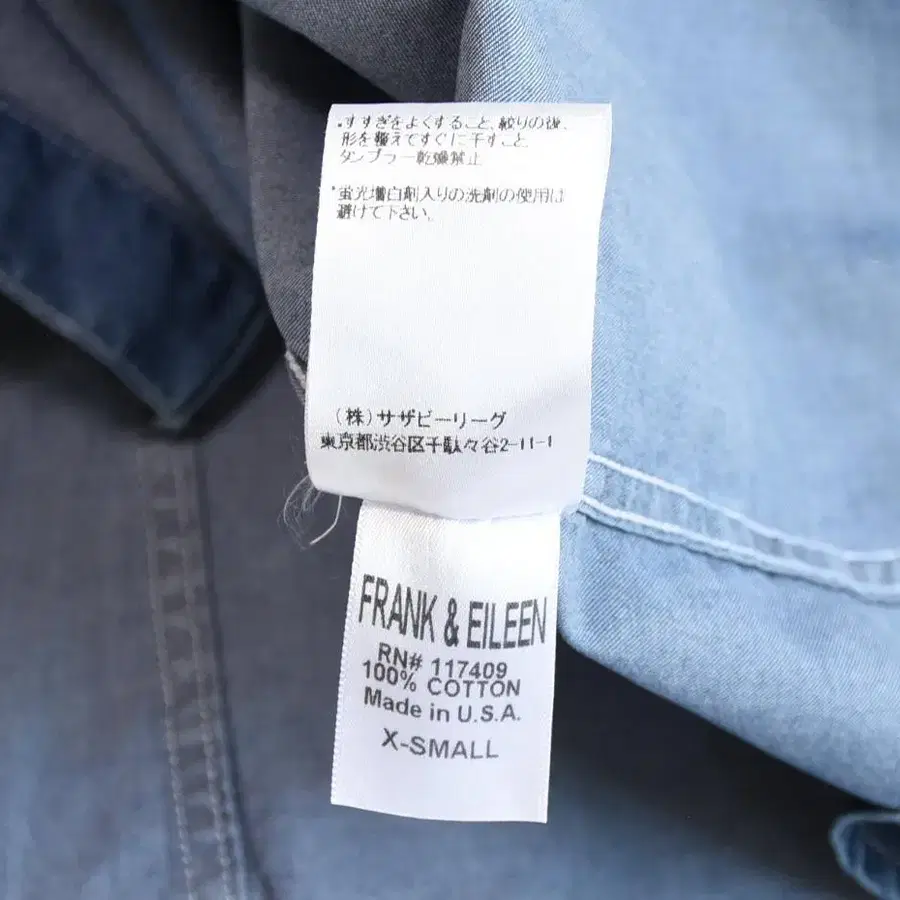 ・すすぎをよくすること、絞りの後、
形を整えてすぐに干すこと
タンブラー乾燥禁止
*蛍光増白剤入りの洗剤の使用は
避けて下さい。
(株)サザビーリーグ
東京都渋谷区千駄々谷2-11-1
FRANK & EILEEN
RN# 117409
100% COTTON
Made in U.S.A.
X-SMALL